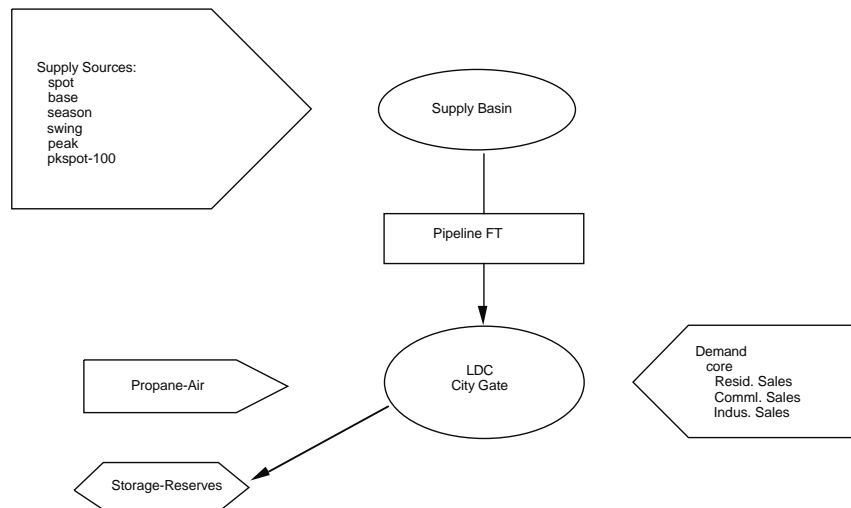 Supply Sources:
spot
base
season
swing
peak
pkspot-100
Supply Basin
Pipeline FT
Propane-Air
LDC
City Gate
Demand
core
Resid. Sales
Comml. Sales
Indus. Sales
Storage-Reserves